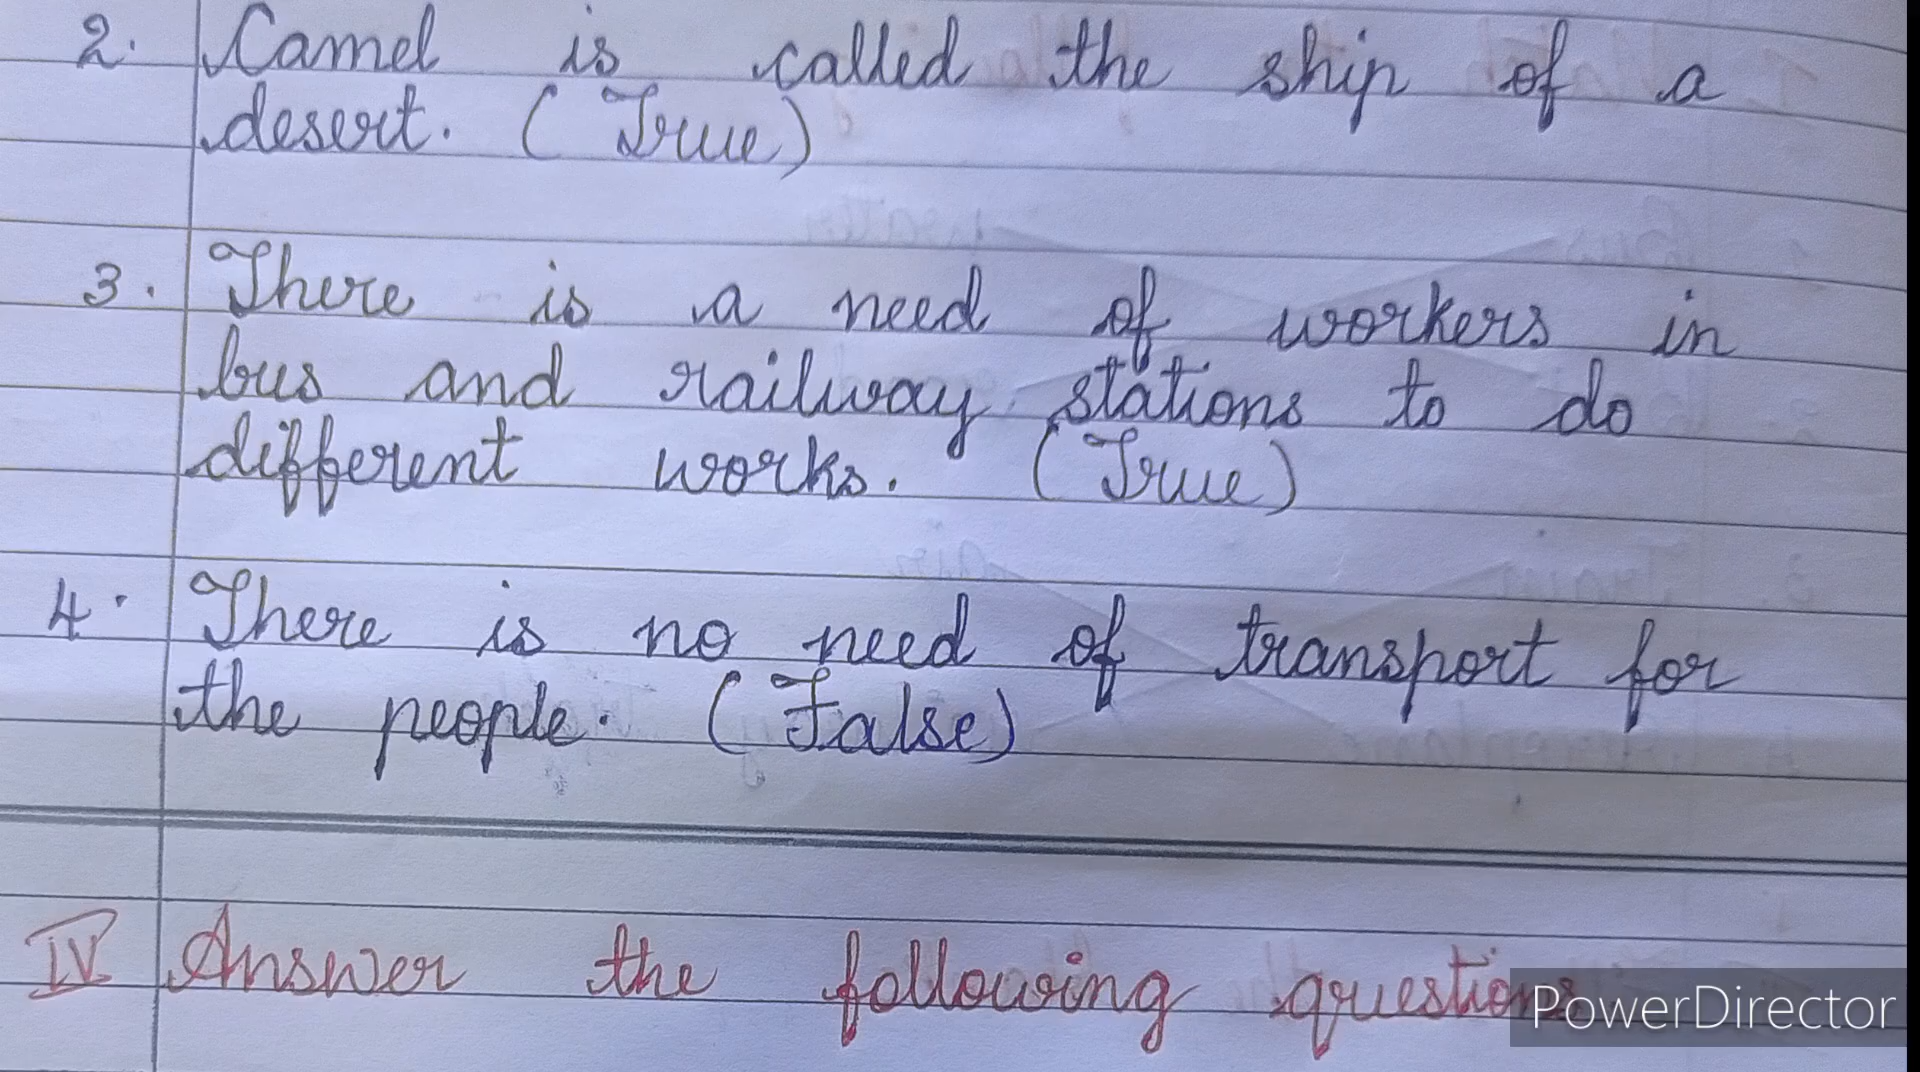 2. Camel is called the ship of a
desert. (True)
3. There is a need of workers in
bus and railway stations to do
different works. (True)
4. There is no need of transport for
the people. (False)
IV Answer the following questions
PowerDirector